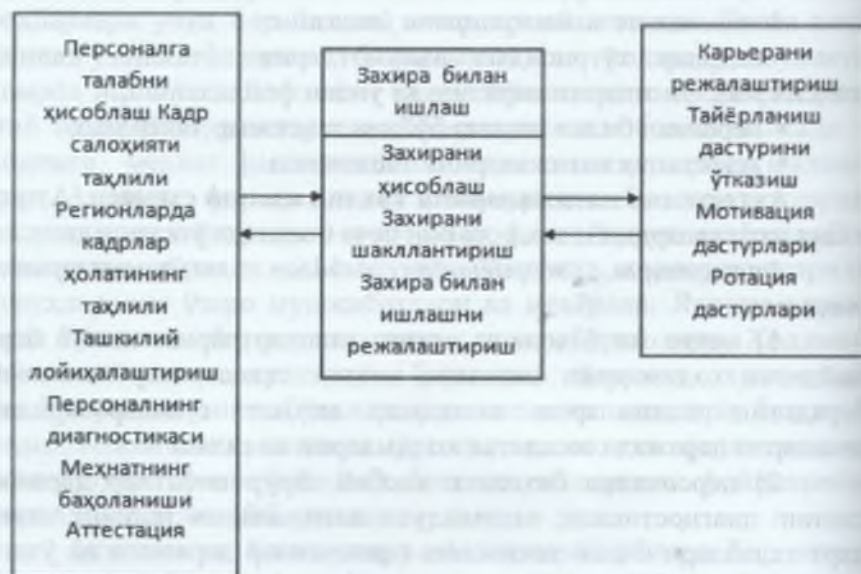 Персоналга
талабни
ҳисоблаш Кадр
салоҳияти
таҳлили
Регионларда
кадрлар
ҳолатининг
таҳлили
Ташкилий
лойиҳалаштириш
Персоналнинг
диагностикаси
Меҳнатнинг
баҳоланиши
Аттестация
Захира билан
ишлаш
Захирани
ҳисоблаш
Захирани
шакллантириш
Захира билан
ишлашни
режалаштириш
Карьерани
режалаштириш
Тайёрланиш
дастурини
ўтказиш
Мотивация
дастурлари
Ротация
дастурлари